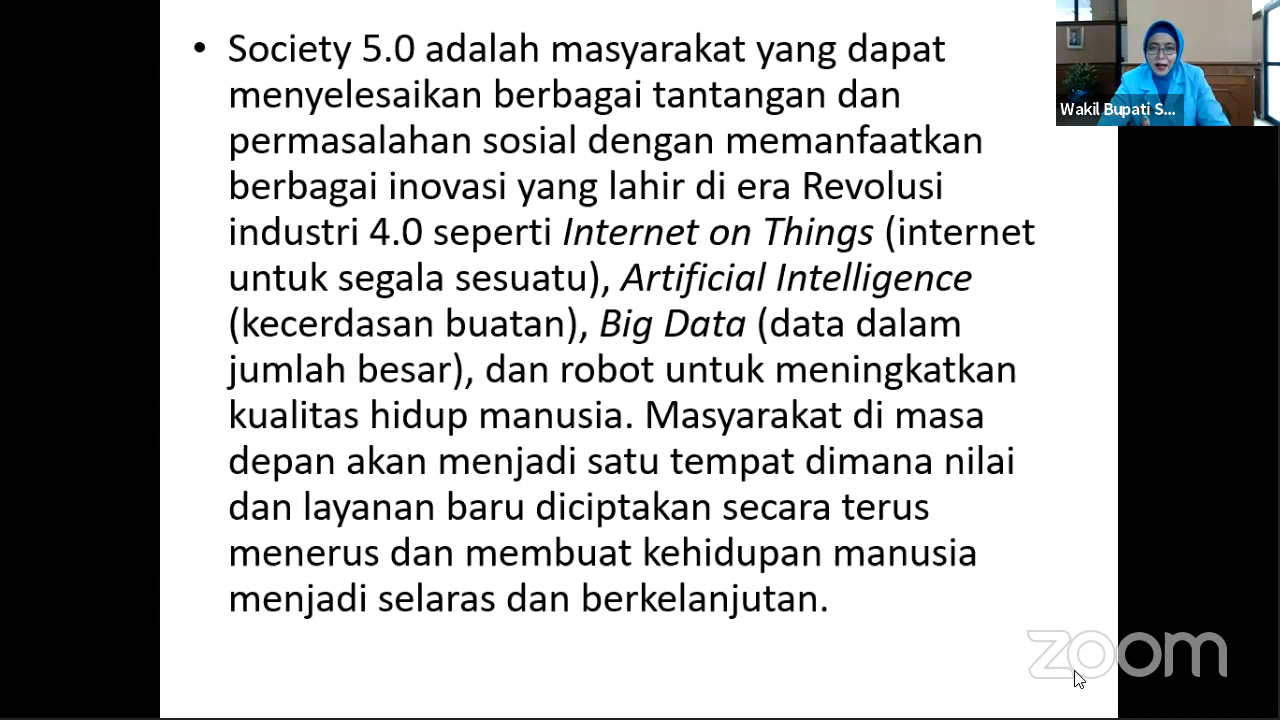 • Society 5.0 adalah masyarakat yang dapat
menyelesaikan berbagai tantangan dan
permasalahan sosial dengan memanfaatkan
berbagai inovasi yang lahir di era Revolusi
industri 4.0 seperti Internet on Things (internet
untuk segala sesuatu), Artificial Intelligence
(kecerdasan buatan), Big Data (data dalam
jumlah besar), dan robot untuk meningkatkan
kualitas hidup manusia. Masyarakat di masa
depan akan menjadi satu tempat dimana nilai
dan layanan baru diciptakan secara terus
menerus dan membuat kehidupan manusia
menjadi selaras dan berkelanjutan.
Wakil Bupati S...
zoom